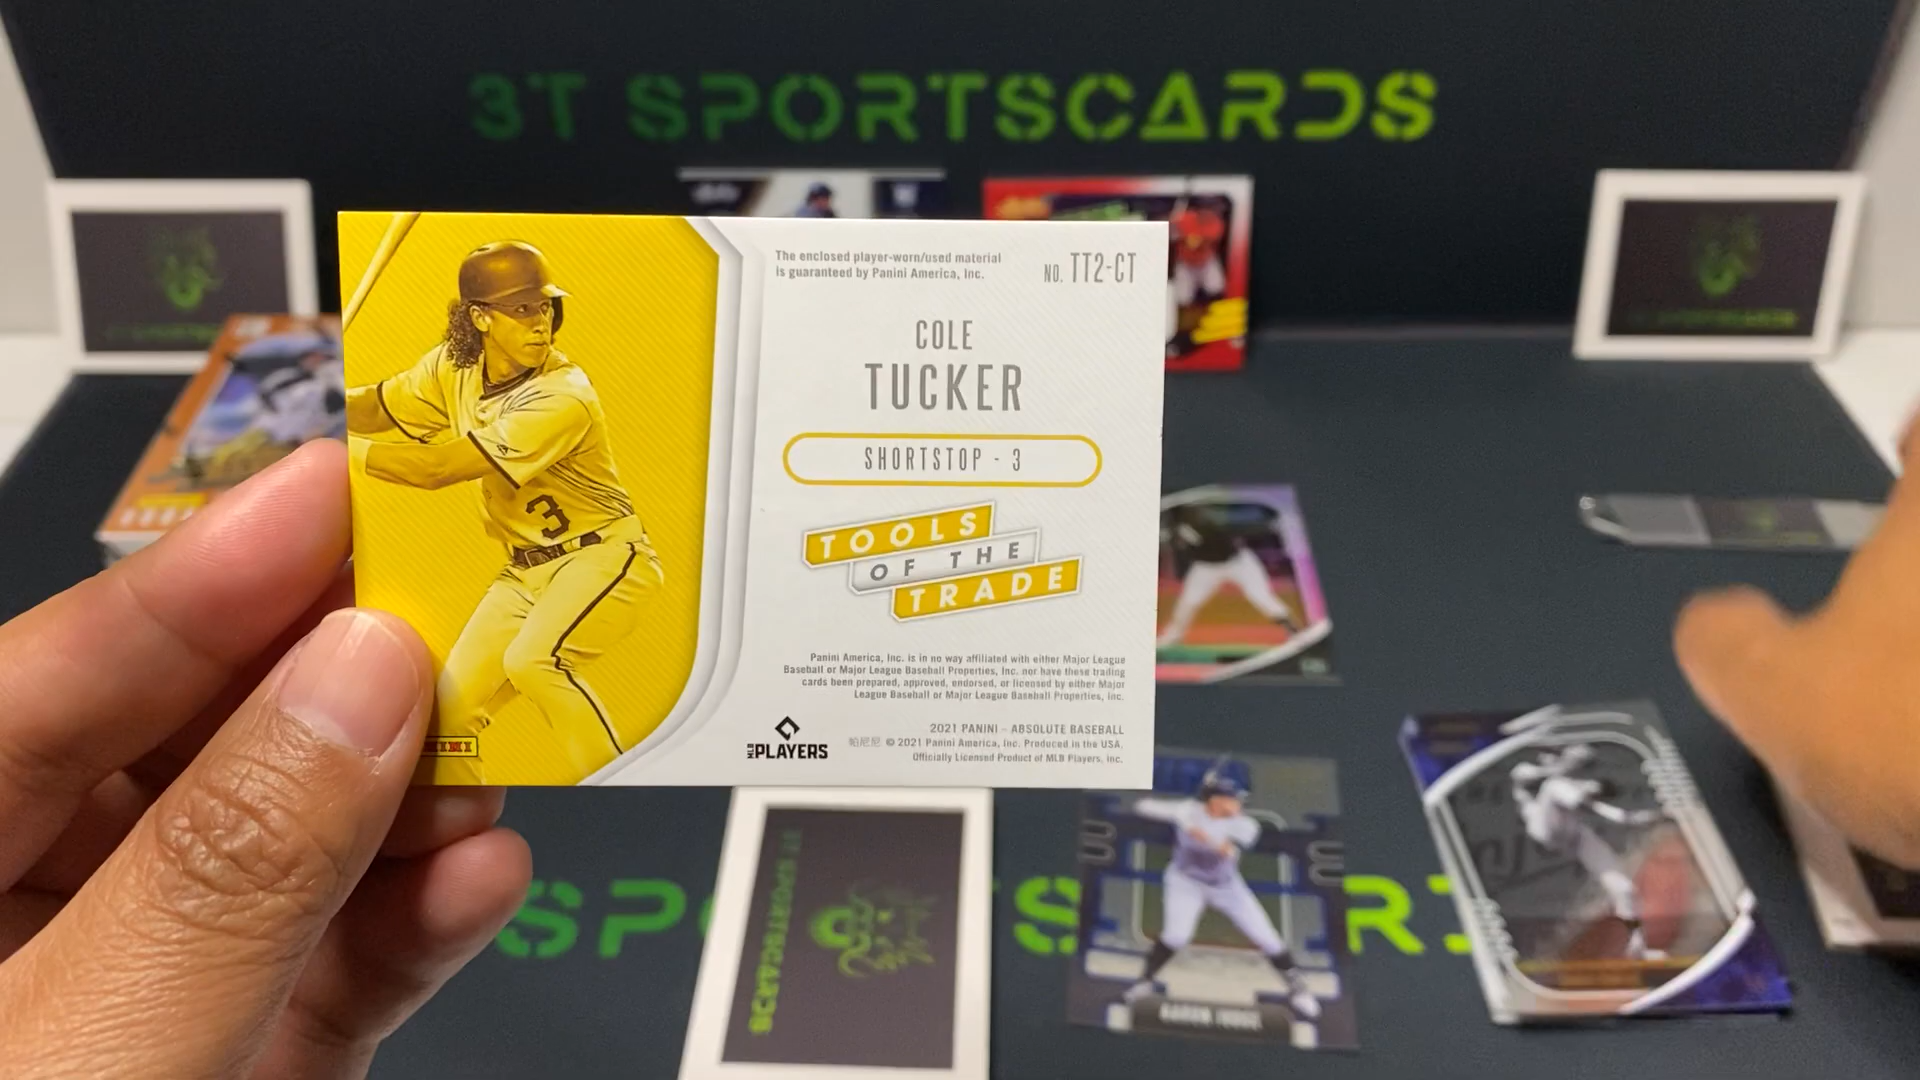 3T SPORTSCARDS
The enclosed player-worn/used material
is guaranteed by Panini America, Inc.
NO. TT2-CT
COLE
TUCKER
SHORTSTOP - 3
TOOLS
OF THE
TRADE
3
Panini America, Inc. is in no way affiliated with either Major League
Baseball or Major League Baseball Properties, Inc. nor have these trading
cards been prepared, approved, endorsed, or licensed by either Major
League Baseball or Major League Baseball Properties, Inc.
MLB PLAYERS
2021 PANINI - ABSOLUTE BASEBALL
帕尼尼 © 2021 Panini America, Inc. Produced in the USA.
Officially Licensed Product of MLB Players, Inc.
AARON JUDGE